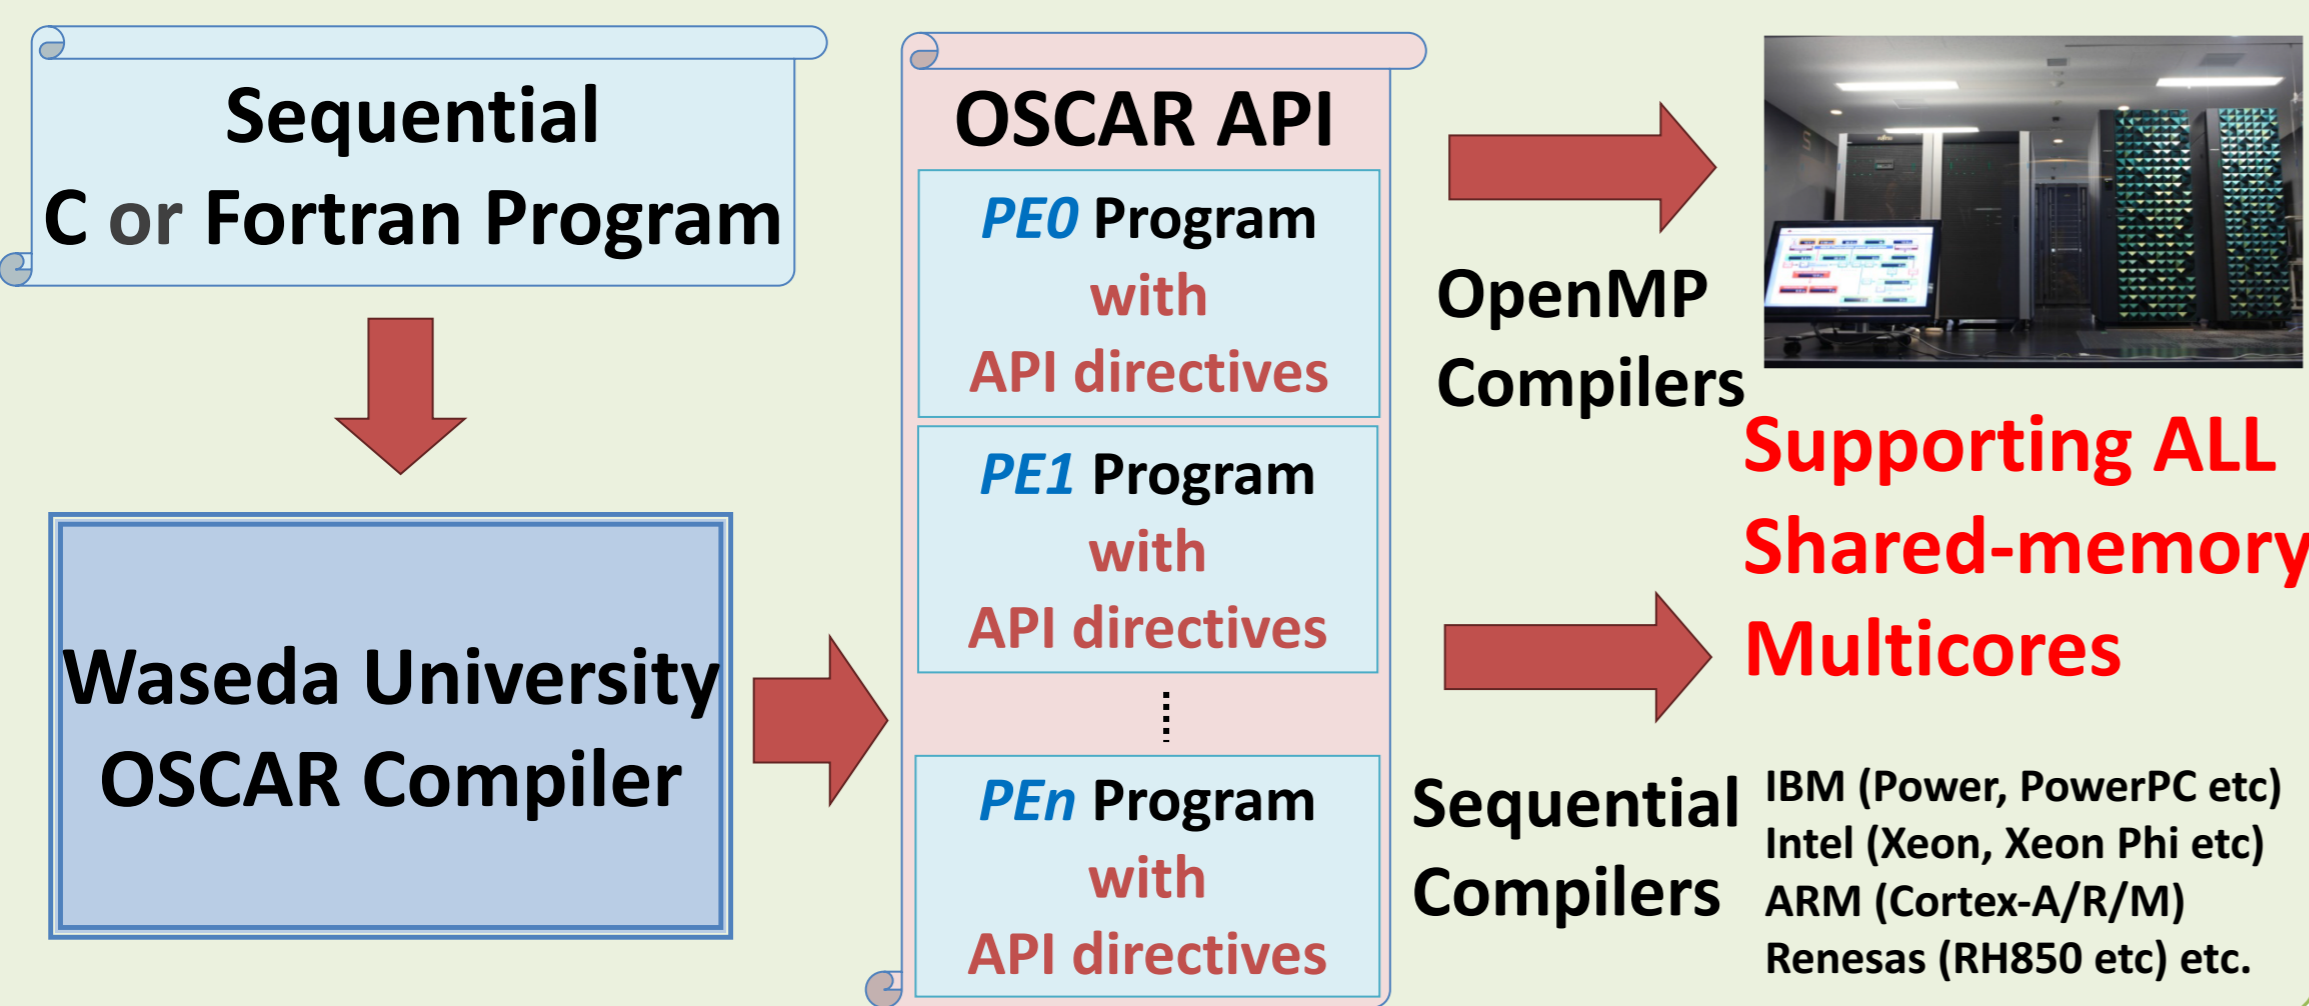 Sequential
C or Fortran Program
Waseda University
OSCAR Compiler
OSCAR API
PE0 Program
with
API directives
PE1 Program
with
API directives
PEn Program
with
API directives
OpenMP
Compilers
Sequential
Compilers
Supporting ALL
Shared-memory
Multicores
IBM (Power, PowerPC etc)
Intel (Xeon, Xeon Phi etc)
ARM (Cortex-A/R/M)
Renesas (RH850 etc) etc.